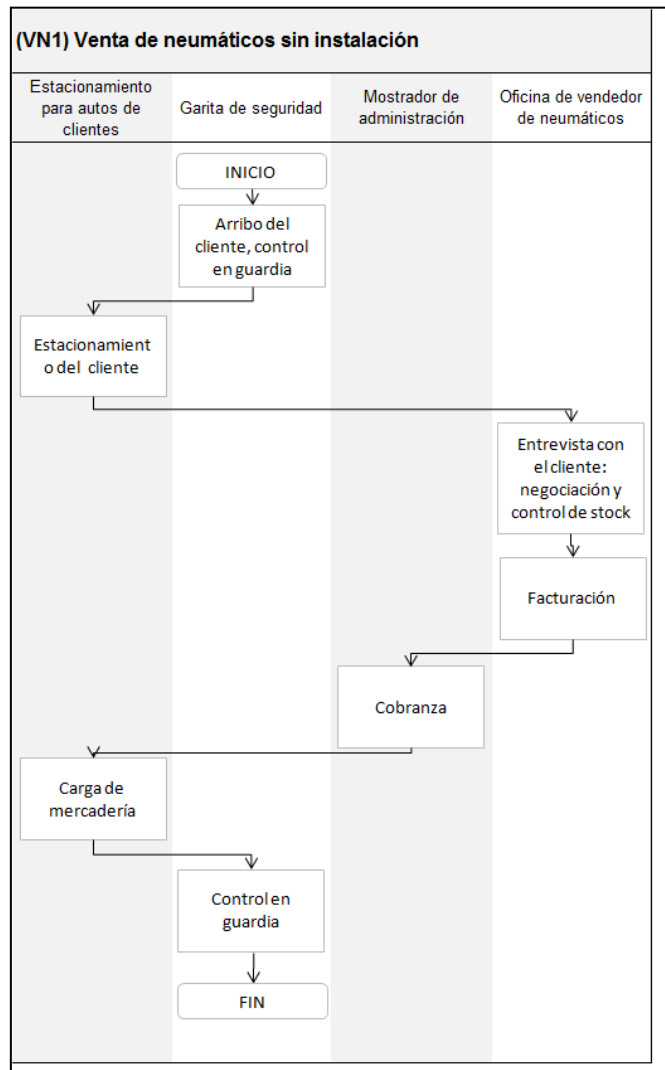 (VN1) Venta de neumáticos sin instalación
Estacionamiento
para autos de
clientes
Garita de seguridad
Mostrador de
administración
Oficina de vendedor
de neumáticos
INICIO
Arribo del
cliente, control
en guardia
Estacionamient
o del cliente
Entrevista con
el cliente:
negociación y
control de stock
Facturación
Cobranza
Carga de
mercadería
Control en
guardia
FIN